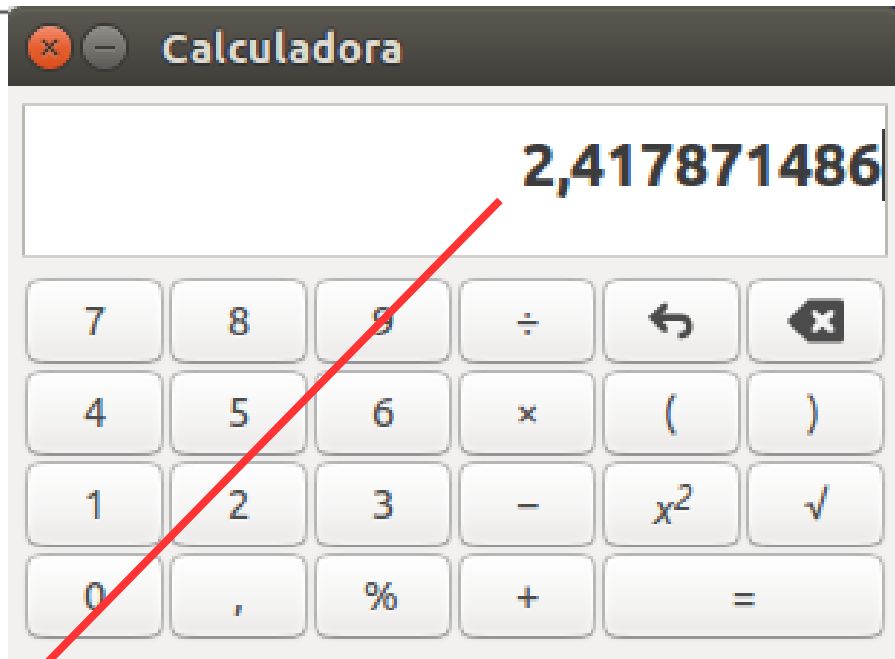 Calculadora
2,417871486
7 8 9 ÷
4 5 6 × ( )
1 2 3 − x² √
0 , % + =